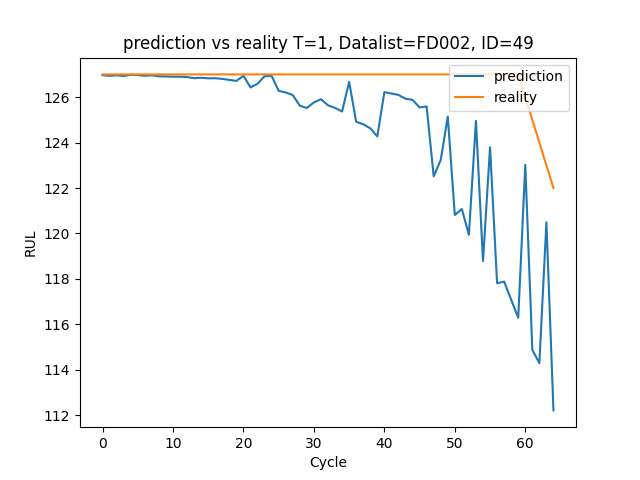 prediction vs reality T=1, Datalist=FD002, ID=49
prediction
reality
126
124
122
120
118
116
114
112
RUL
0 10 20 30 40 50 60
Cycle